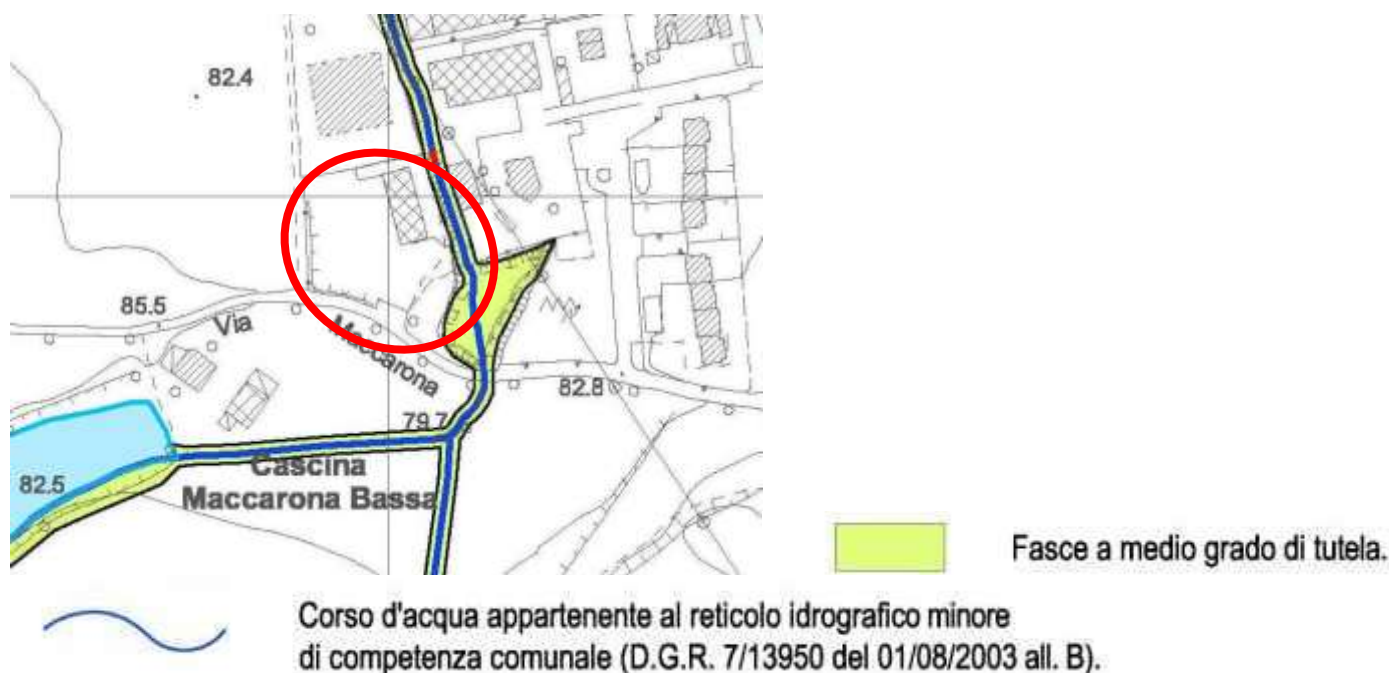 82.4
85.5
Via
Maccarona
82.8
79.7
Cascina
82.5
Maccarona Bassa
Fasce a medio grado di tutela.
Corso d'acqua appartenente al reticolo idrografico minore
di competenza comunale (D.G.R. 7/13950 del 01/08/2003 all. B).